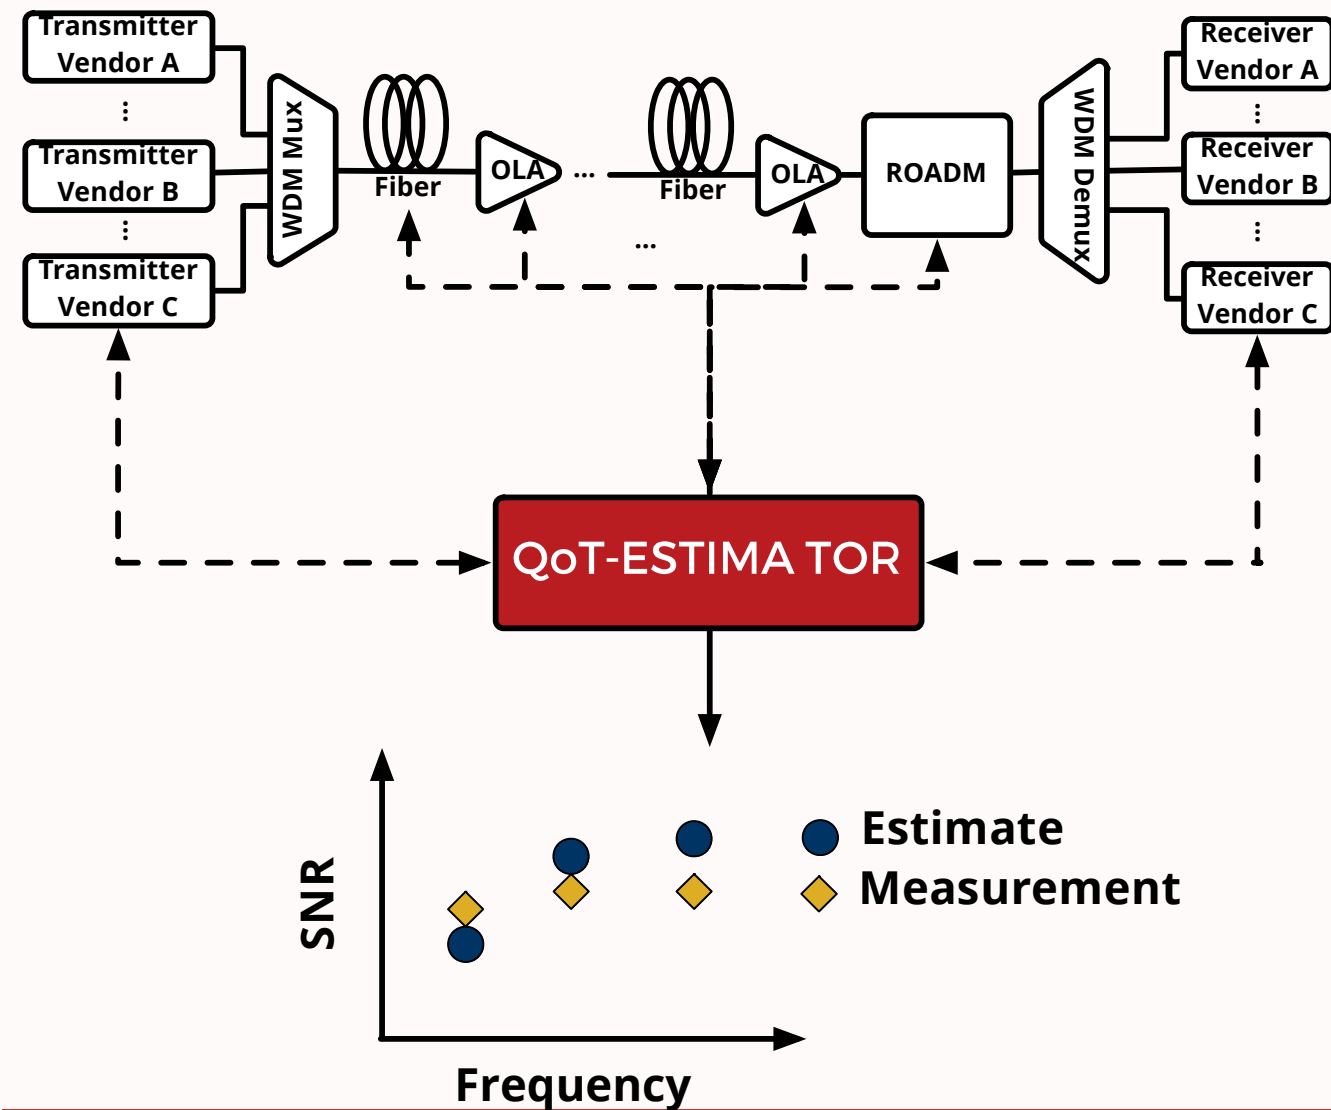 Transmitter
Vendor A
...
Transmitter
Vendor B
...
Transmitter
Vendor C
WDM Mux
Fiber
OLA
...
Fiber
OLA
...
ROADM
WDM Demux
Receiver
Vendor A
...
Receiver
Vendor B
...
Receiver
Vendor C
QoT-ESTIMA TOR
SNR
Estimate
Measurement
Frequency